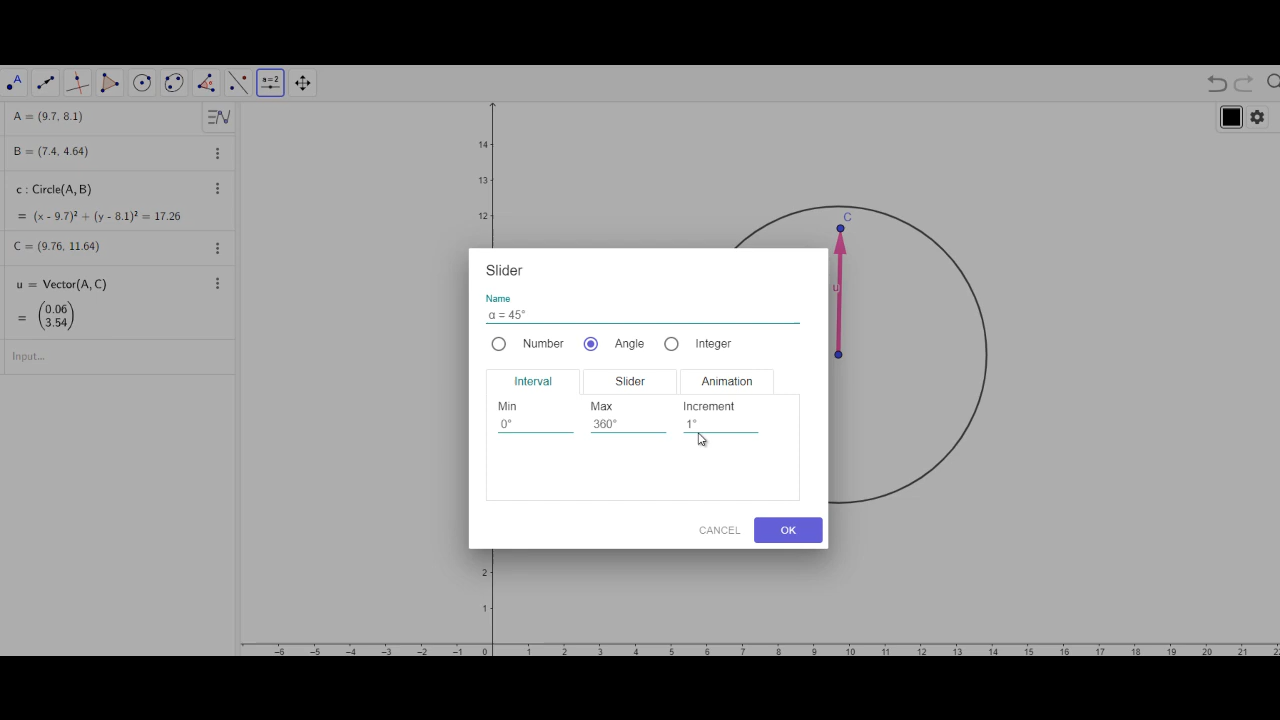 A
a=2
A = (9.7, 8.1)
B = (7.4, 4.64)
c : Circle(A, B)
= (x - 9.7)² + (y - 8.1)² = 17.26
C = (9.76, 11.64)
u = Vector(A, C)
= (0.06
3.54)
Input...
14
13
12
2
1
-6 -5 -4 -3 -2 -1 0 1 2 3 4 5 6 7 8 9 10 11 12 13 14 15 16 17 18 19 20 21
C
u
Slider
Name
α = 45°
Number Angle Integer
Interval Slider Animation
Min Max Increment
0° 360° 1°
CANCEL OK